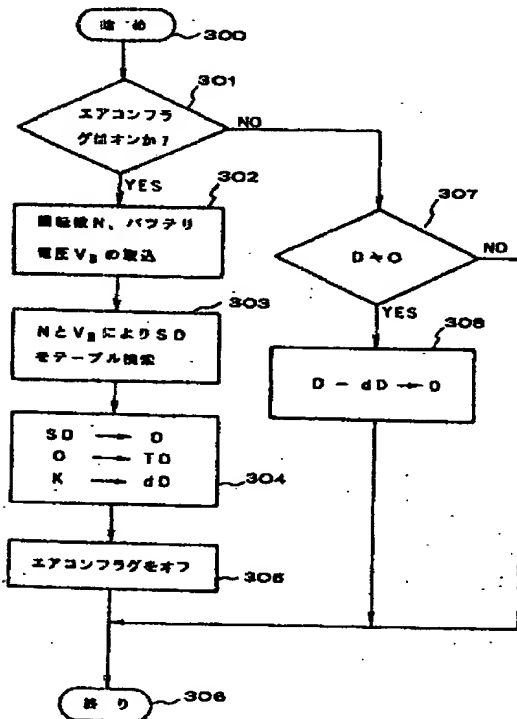 始め
300
301
エアコンフラ
グはオンか?
NO
YES
302
回転数N、バッテリ
電圧VBの取込
303
NとVBによりSD
をテーブル検索
SD → D
0 → TD
K → dD
304
エアコンフラグをオフ
305
終り
306
307
D≠0
NO
YES
308
D - dD → D